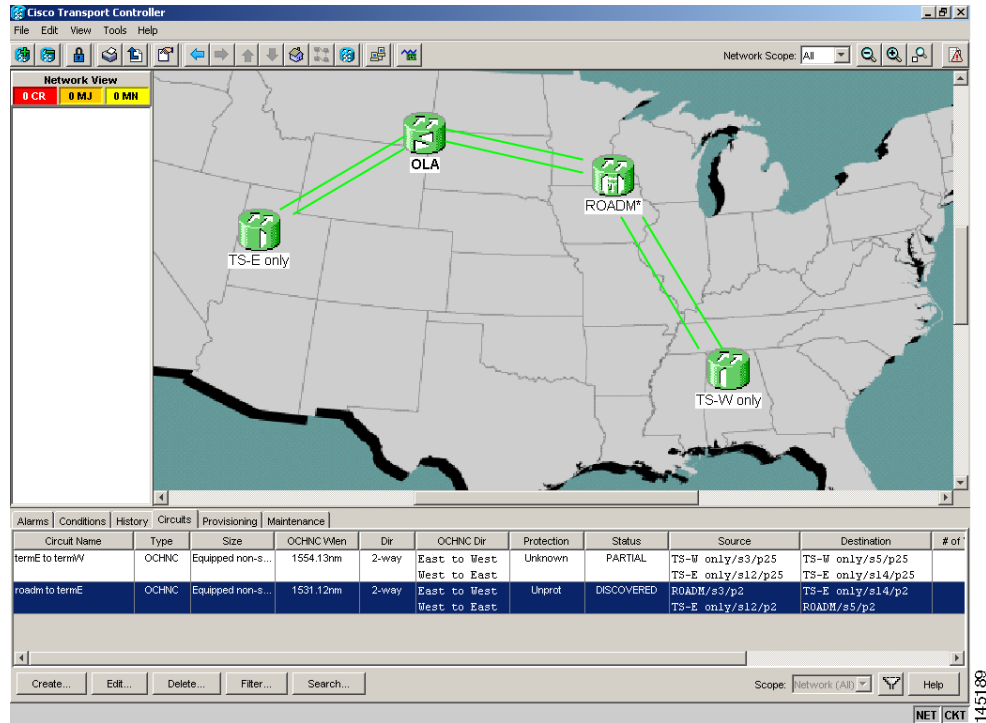 Cisco Transport Controller
File Edit View Tools Help
Network Scope: All
Network View
0 CR 0 MJ 0 MN
OLA
ROADM*
TS-E only
TS-W only
Alarms Conditions History Circuits Provisioning Maintenance
Circuit Name Type Size OCHNC Wlen Dir OCHNC Dir Protection Status Source Destination # of
termE to termW OCHNC Equipped non-s... 1554.13nm 2-way East to West Unknown PARTIAL TS-W only/s3/p25 TS-W only/s5/p25
West to East TS-E only/s12/p25 TS-E only/s14/p25
roadm to termE OCHNC Equipped non-s... 1531.12nm 2-way East to West Unprot DISCOVERED ROADM/s3/p2 TS-E only/s14/p2
West to East TS-E only/s12/p2 ROADM/s5/p2
Create... Edit... Delete... Filter... Search... Scope: Network (All) Help
NET CKT
145189